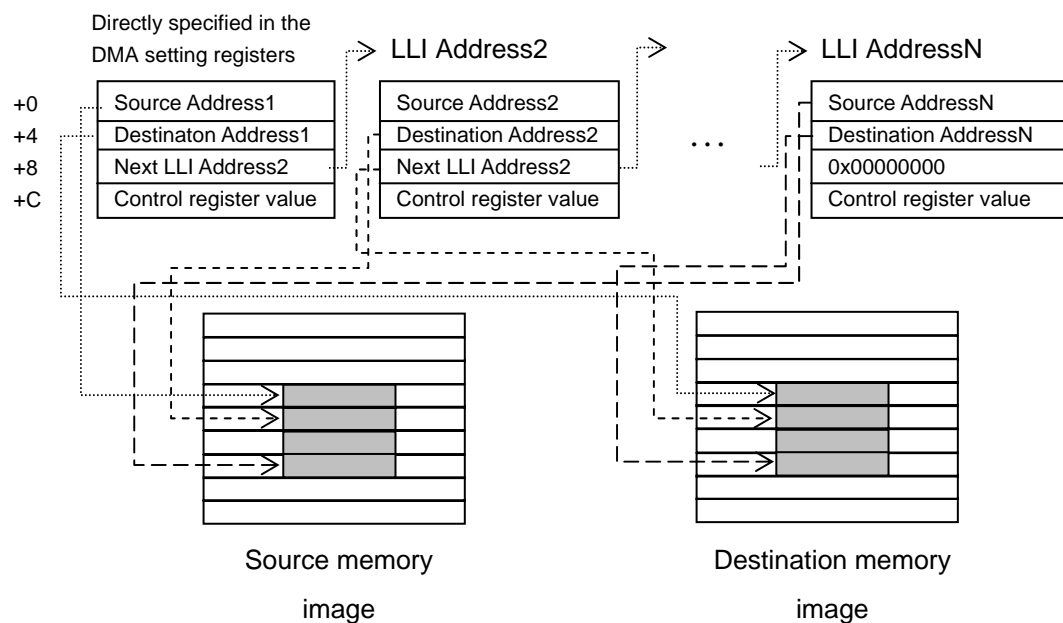 Directly specified in the
DMA setting registers
LLI Address2
LLI AddressN
+0
Source Address1
Source Address2
Source AddressN
+4
Destinaton Address1
Destination Address2
Destination AddressN
...
+8
Next LLI Address2
Next LLI Address2
0x00000000
+C
Control register value
Control register value
Control register value
Source memory
image
Destination memory
image